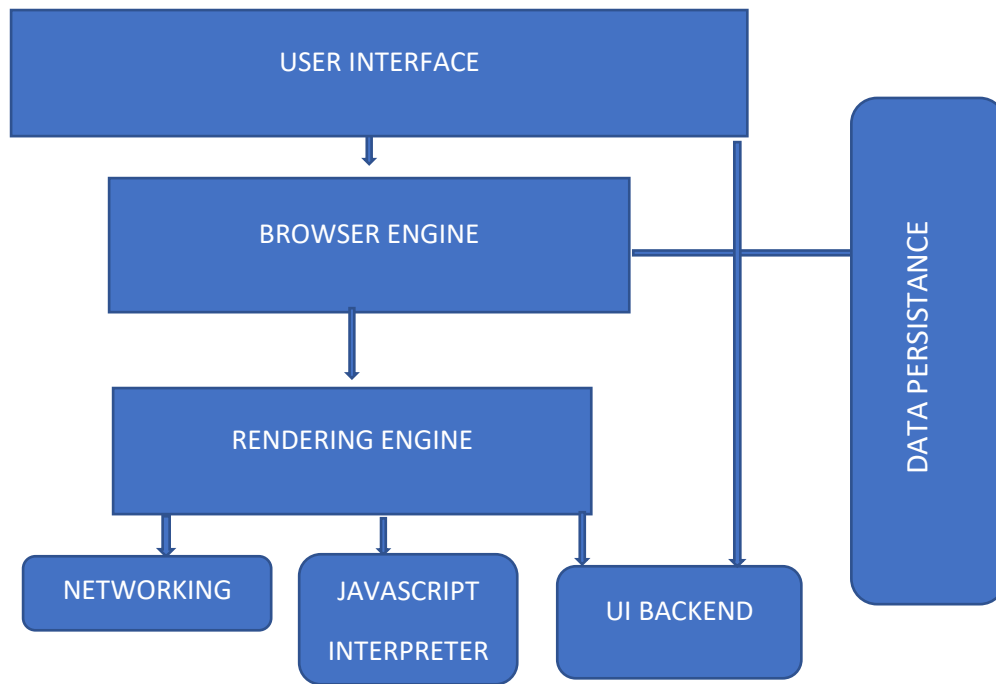 USER INTERFACE
BROWSER ENGINE
DATA PERSISTANCE
RENDERING ENGINE
NETWORKING
JAVASCRIPT
INTERPRETER
UI BACKEND